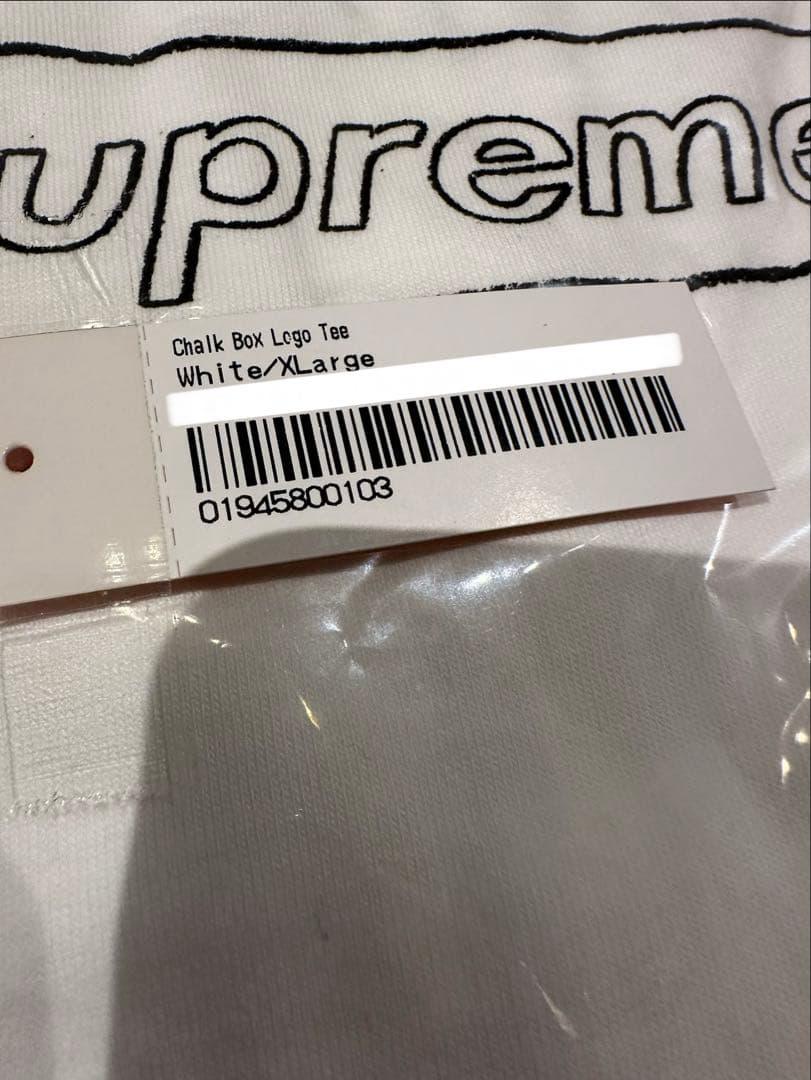 upreme
Chalk Box Logo Tee
White/XLarge
01945800103